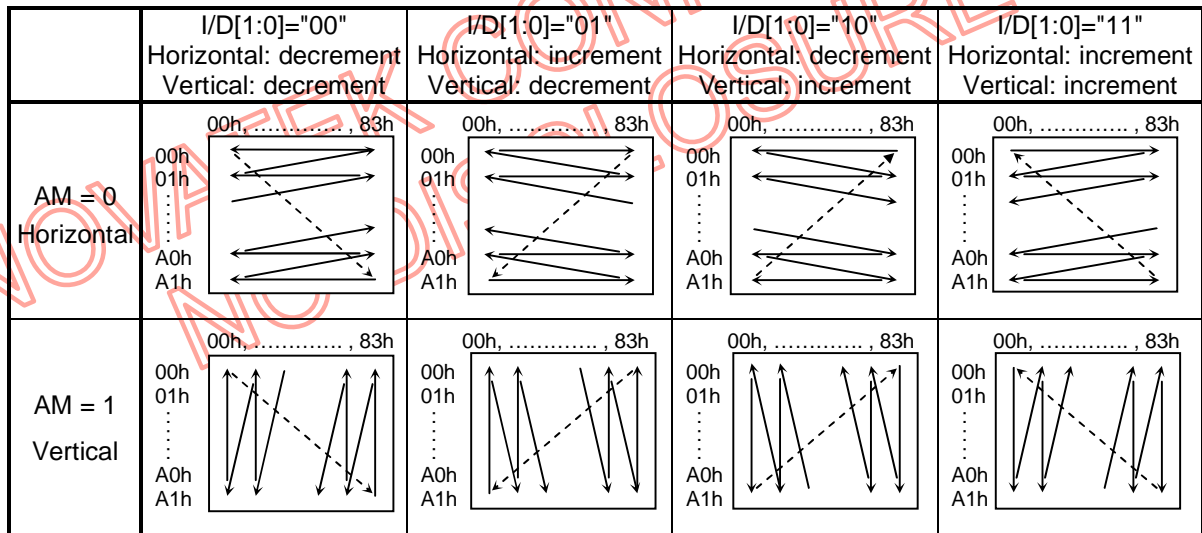 I/D[1:0]="00"
Horizontal: decrement
Vertical: decrement
I/D[1:0]="01"
Horizontal: increment
Vertical: decrement
I/D[1:0]="10"
Horizontal: decrement
Vertical: increment
I/D[1:0]="11"
Horizontal: increment
Vertical: increment
AM = 0
Horizontal
00h, ............. , 83h
00h
01h
A0h
A1h
00h, ............. , 83h
00h
01h
A0h
A1h
00h, ............. , 83h
00h
01h
A0h
A1h
00h, ............. , 83h
00h
01h
A0h
A1h
AM = 1
Vertical
00h, ............. , 83h
00h
01h
A0h
A1h
00h, ............. , 83h
00h
01h
A0h
A1h
00h, ............. , 83h
00h
01h
A0h
A1h
00h, ............. , 83h
00h
01h
A0h
A1h
NOVATEK
NO DISCLOSURE